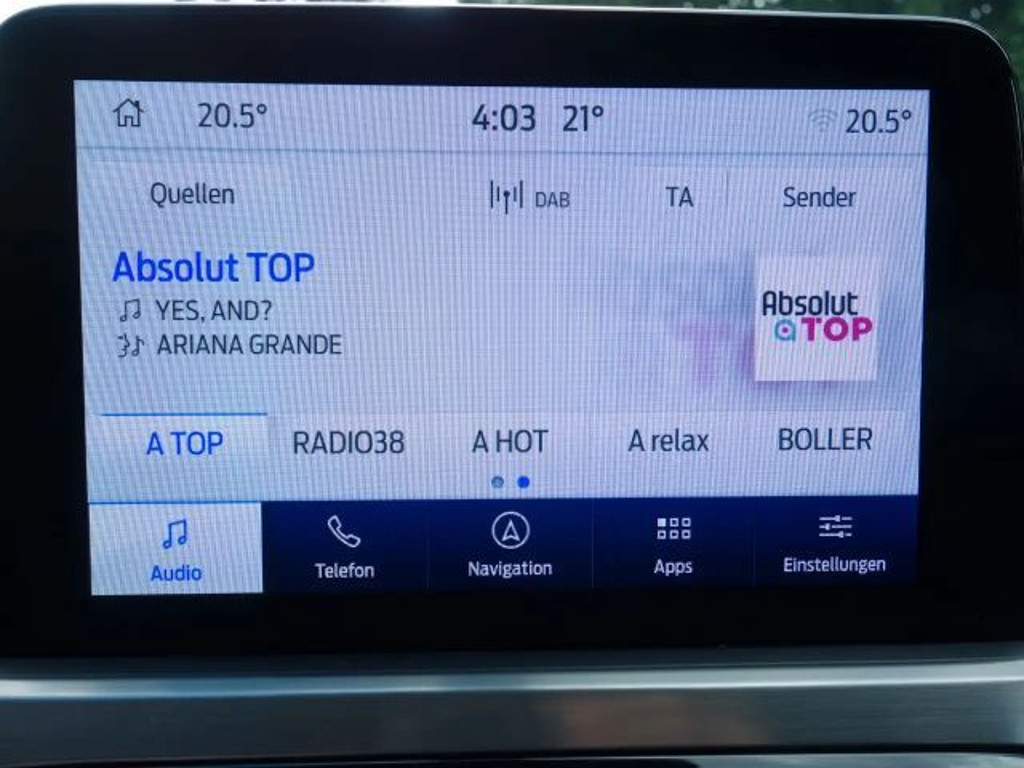 20.5° 4:03 21° 20.5°
Quellen DAB TA Sender
Absolut TOP
YES, AND?
ARIANA GRANDE
Absolut
TOP
A TOP RADIO38 A HOT A relax BOLLER
Audio Telefon Navigation Apps Einstellungen